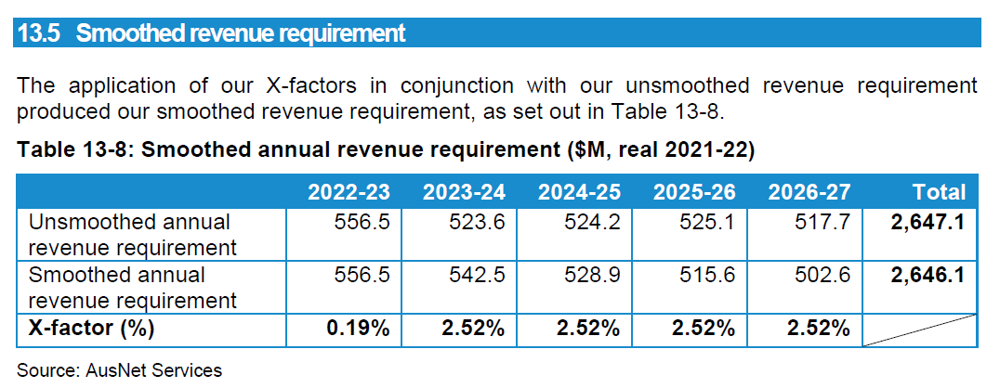 13.5 Smoothed revenue requirement
The application of our X-factors in conjunction with our unsmoothed revenue requirement
produced our smoothed revenue requirement, as set out in Table 13-8.
Table 13-8: Smoothed annual revenue requirement ($M, real 2021-22)
2022-23 2023-24 2024-25 2025-26 2026-27 Total
Unsmoothed annual 556.5 523.6 524.2 525.1 517.7 2,647.1
revenue requirement
Smoothed annual 556.5 542.5 528.9 515.6 502.6 2,646.1
revenue requirement
X-factor (%) 0.19% 2.52% 2.52% 2.52% 2.52%
Source: AusNet Services